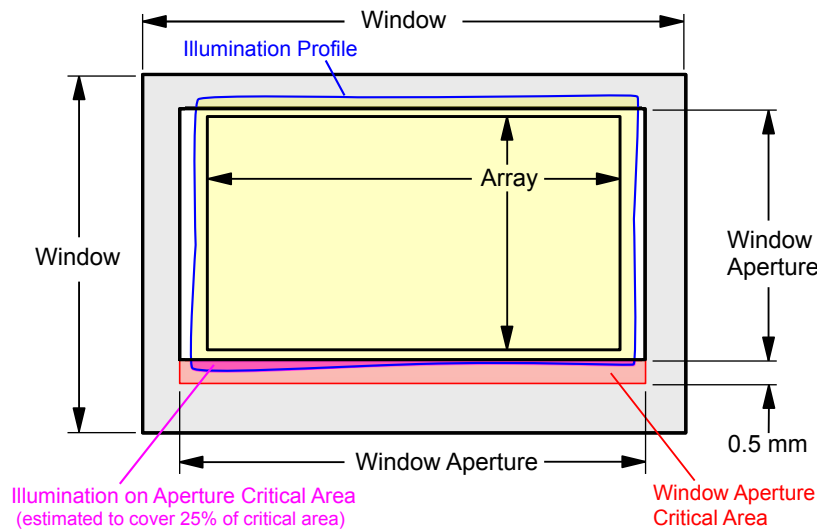 Window
Illumination Profile
Array
Window
Window
Aperture
0.5 mm
Window Aperture
Illumination on Aperture Critical Area
(estimated to cover 25% of critical area)
Window Aperture
Critical Area